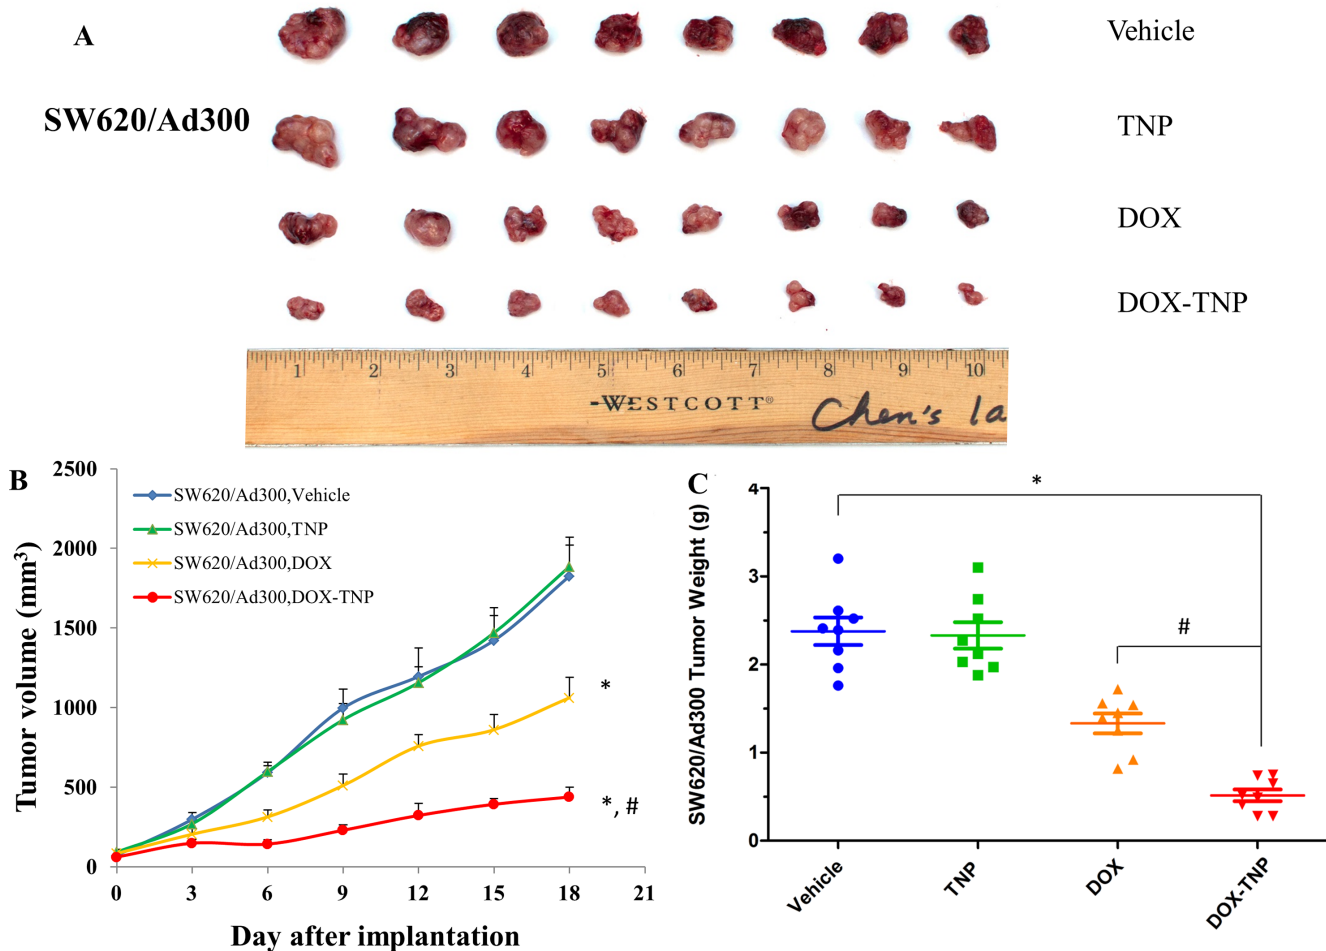 A
Vehicle
SW620/Ad300
TNP
DOX
DOX-TNP
1 2 3 4 5 6 7 8 9 10
WESTCOTT®
Chen's la
B
2500
2000
1500
1000
500
0
Tumor volume (mm³)
SW620/Ad300,Vehicle
SW620/Ad300,TNP
SW620/Ad300,DOX
SW620/Ad300,DOX-TNP
*
*, #
0 3 6 9 12 15 18 21
Day after implantation
C
4
3
2
1
0
SW620/Ad300 Tumor Weight (g)
*
#
Vehicle
TNP
DOX
DOX-TNP